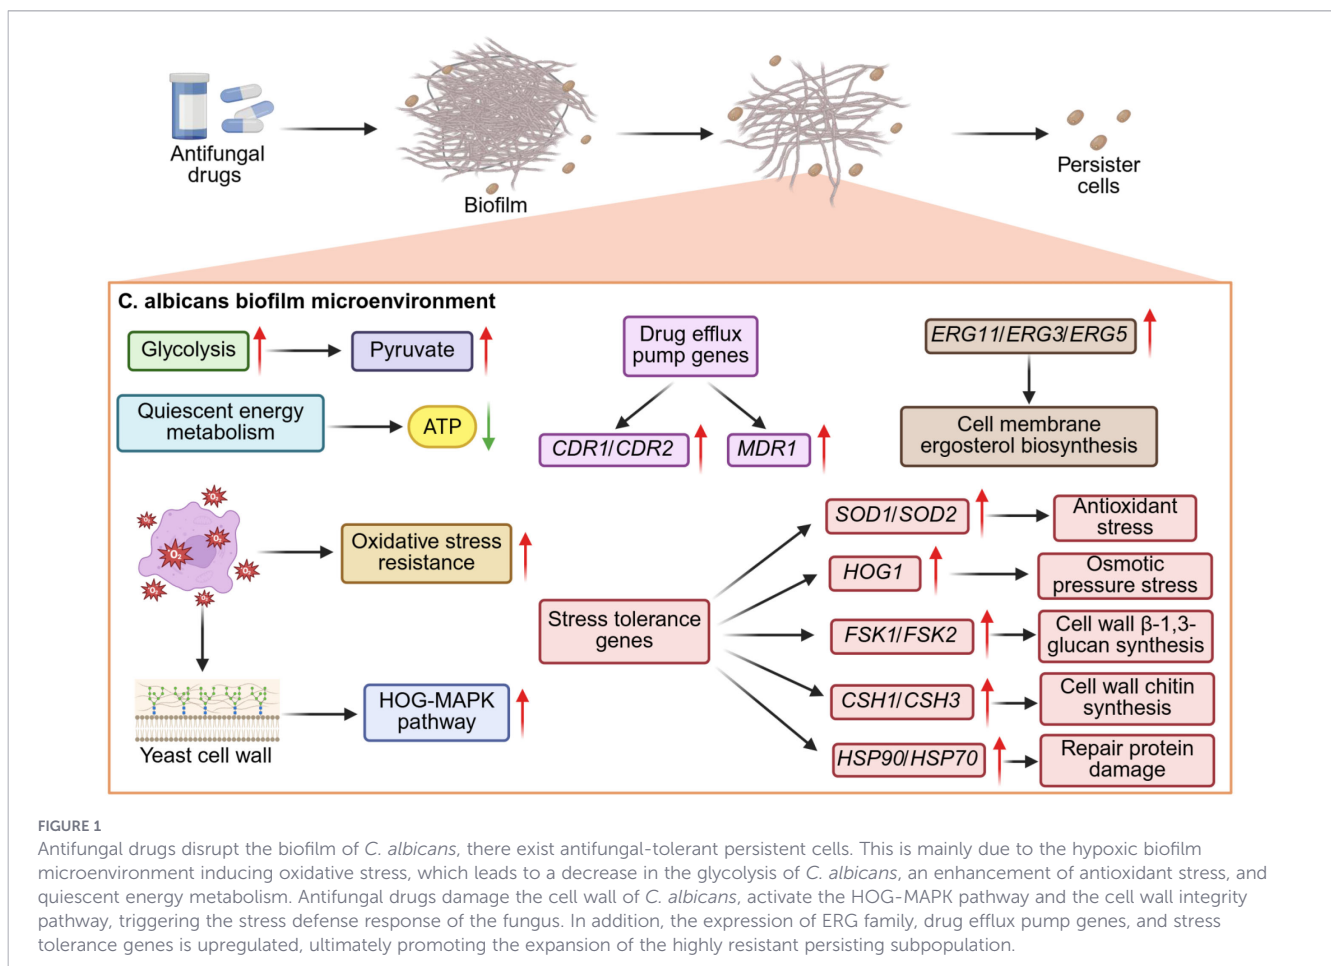 Antifungal
drugs
Biofilm
Persister
cells
C. albicans biofilm microenvironment
Glycolysis
Pyruvate
Quiescent energy
metabolism
ATP
Drug efflux
pump genes
CDR1/CDR2
MDR1
ERG11/ERG3/ERG5
Cell membrane
ergosterol biosynthesis
Oxidative stress
resistance
Yeast cell wall
HOG-MAPK
pathway
Stress tolerance
genes
SOD1/SOD2
Antioxidant
stress
HOG1
Osmotic
pressure stress
FSK1/FSK2
Cell wall β-1,3-
glucan synthesis
CSH1/CSH3
Cell wall chitin
synthesis
HSP90/HSP70
Repair protein
damage
FIGURE 1
Antifungal drugs disrupt the biofilm of C. albicans, there exist antifungal-tolerant persistent cells. This is mainly due to the hypoxic biofilm
microenvironment inducing oxidative stress, which leads to a decrease in the glycolysis of C. albicans, an enhancement of antioxidant stress, and
quiescent energy metabolism. Antifungal drugs damage the cell wall of C. albicans, activate the HOG-MAPK pathway and the cell wall integrity
pathway, triggering the stress defense response of the fungus. In addition, the expression of ERG family, drug efflux pump genes, and stress
tolerance genes is upregulated, ultimately promoting the expansion of the highly resistant persisting subpopulation.